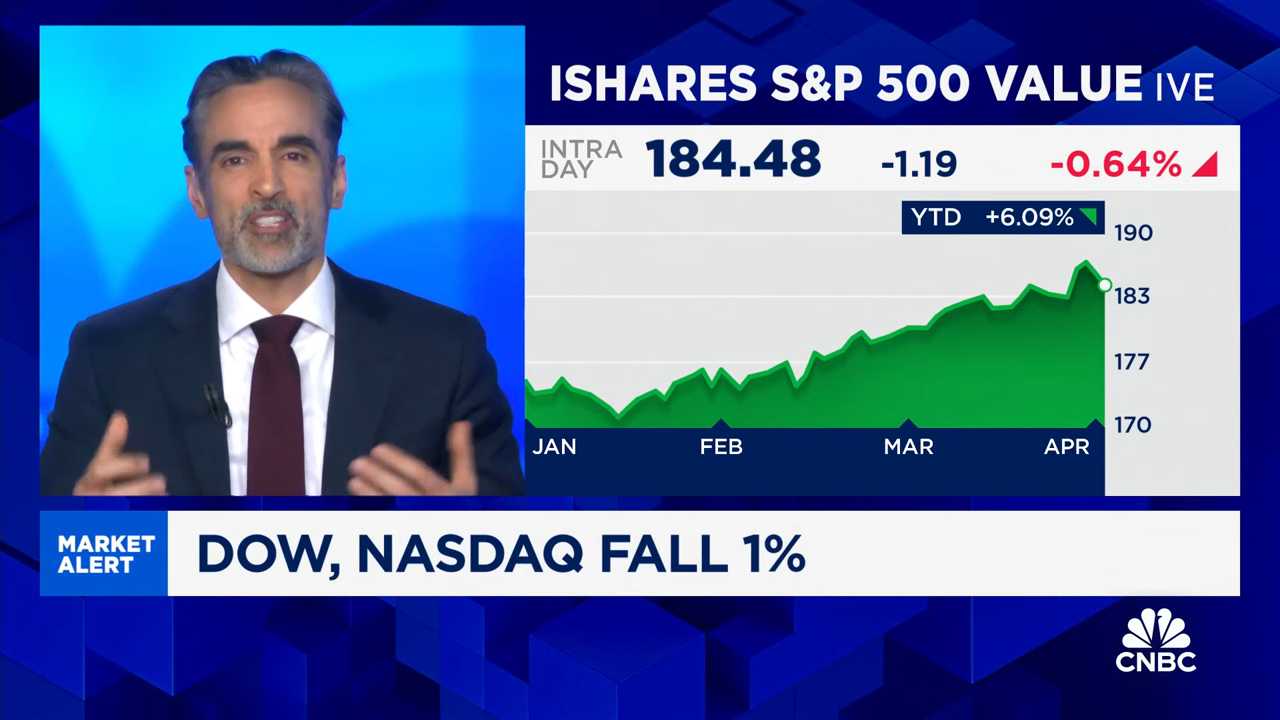 ISHARES S&P 500 VALUE IVE
INTRA DAY 184.48 -1.19 -0.64%
YTD +6.09%
190
183
177
170
JAN FEB MAR APR
MARKET ALERT
DOW, NASDAQ FALL 1%
CNBC